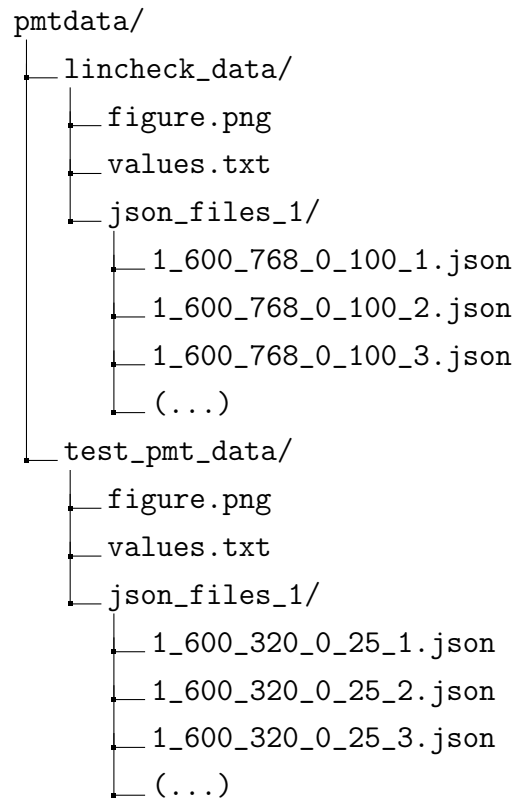 pmtdata/
lincheck_data/
figure.png
values.txt
json_files_1/
1_600_768_0_100_1.json
1_600_768_0_100_2.json
1_600_768_0_100_3.json
(...)
test_pmt_data/
figure.png
values.txt
json_files_1/
1_600_320_0_25_1.json
1_600_320_0_25_2.json
1_600_320_0_25_3.json
(...)